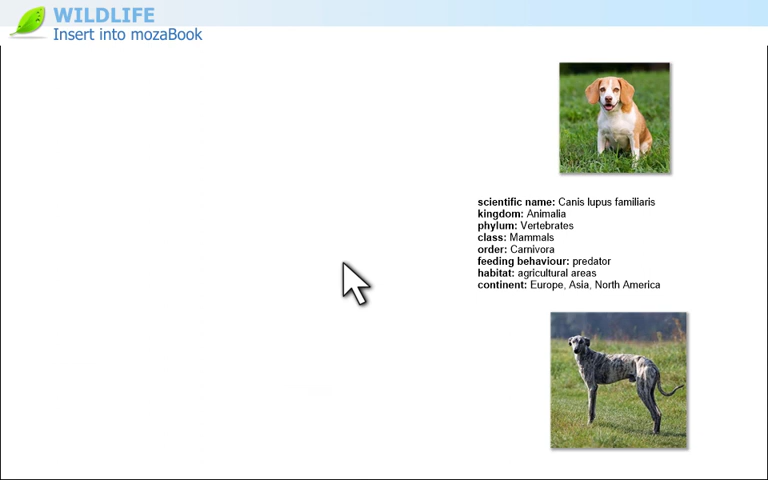 WILDLIFE
Insert into mozaBook
scientific name: Canis lupus familiaris
kingdom: Animalia
phylum: Vertebrates
class: Mammals
order: Carnivora
feeding behaviour: predator
habitat: agricultural areas
continent: Europe, Asia, North America